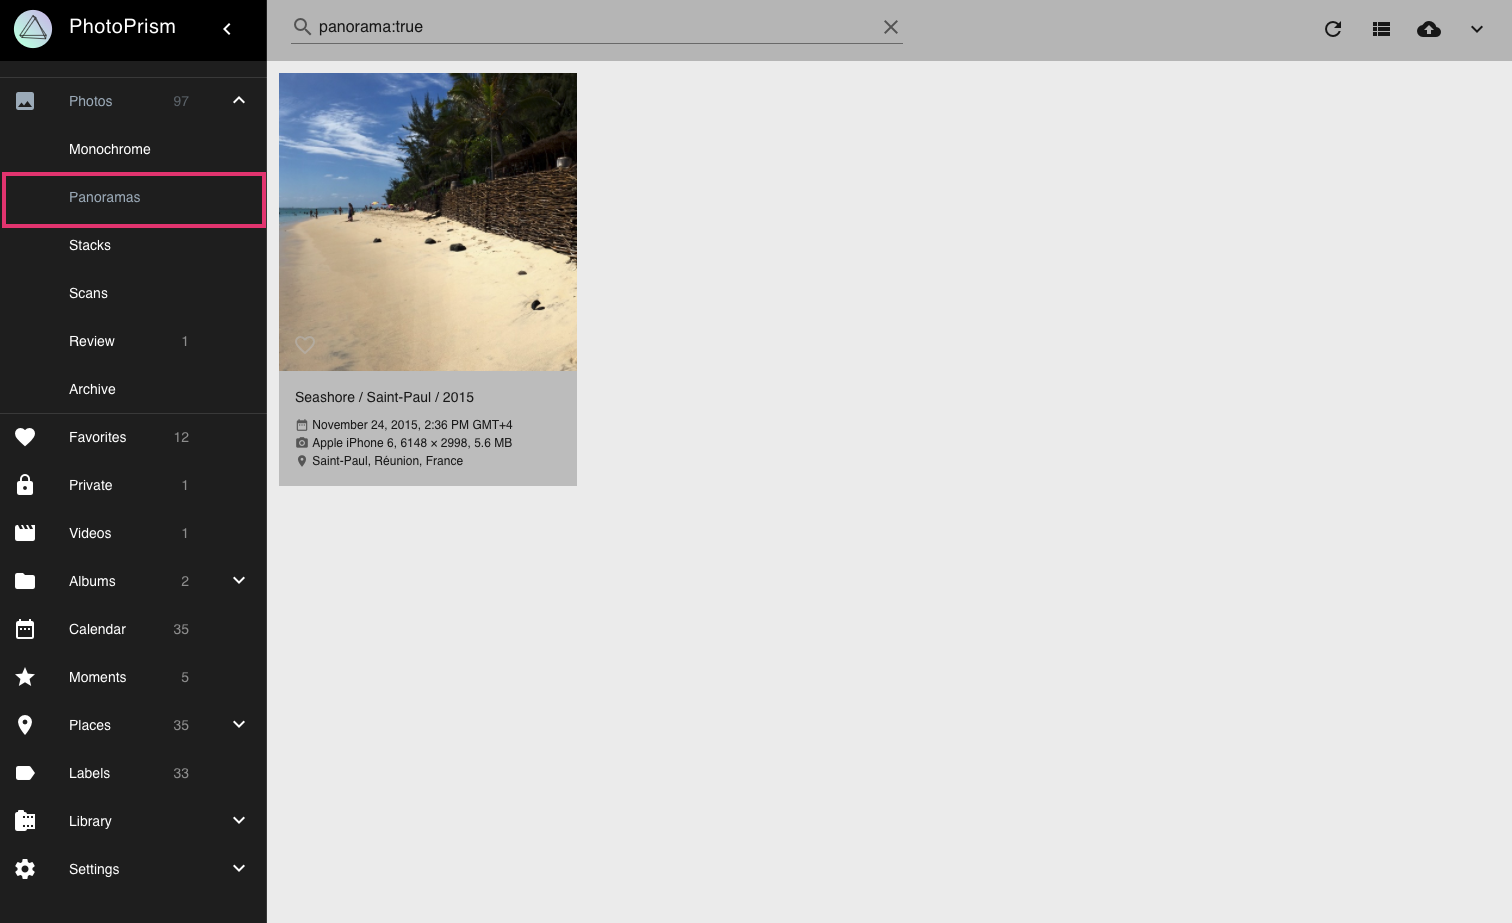 PhotoPrism
panorama:true
Photos 97
Monochrome
Panoramas
Stacks
Scans
Review 1
Archive
Favorites 12
Private 1
Videos 1
Albums 2
Calendar 35
Moments 5
Places 35
Labels 33
Library
Settings
Seashore / Saint-Paul / 2015
November 24, 2015, 2:36 PM GMT+4
Apple iPhone 6, 6148 × 2998, 5.6 MB
Saint-Paul, Réunion, France